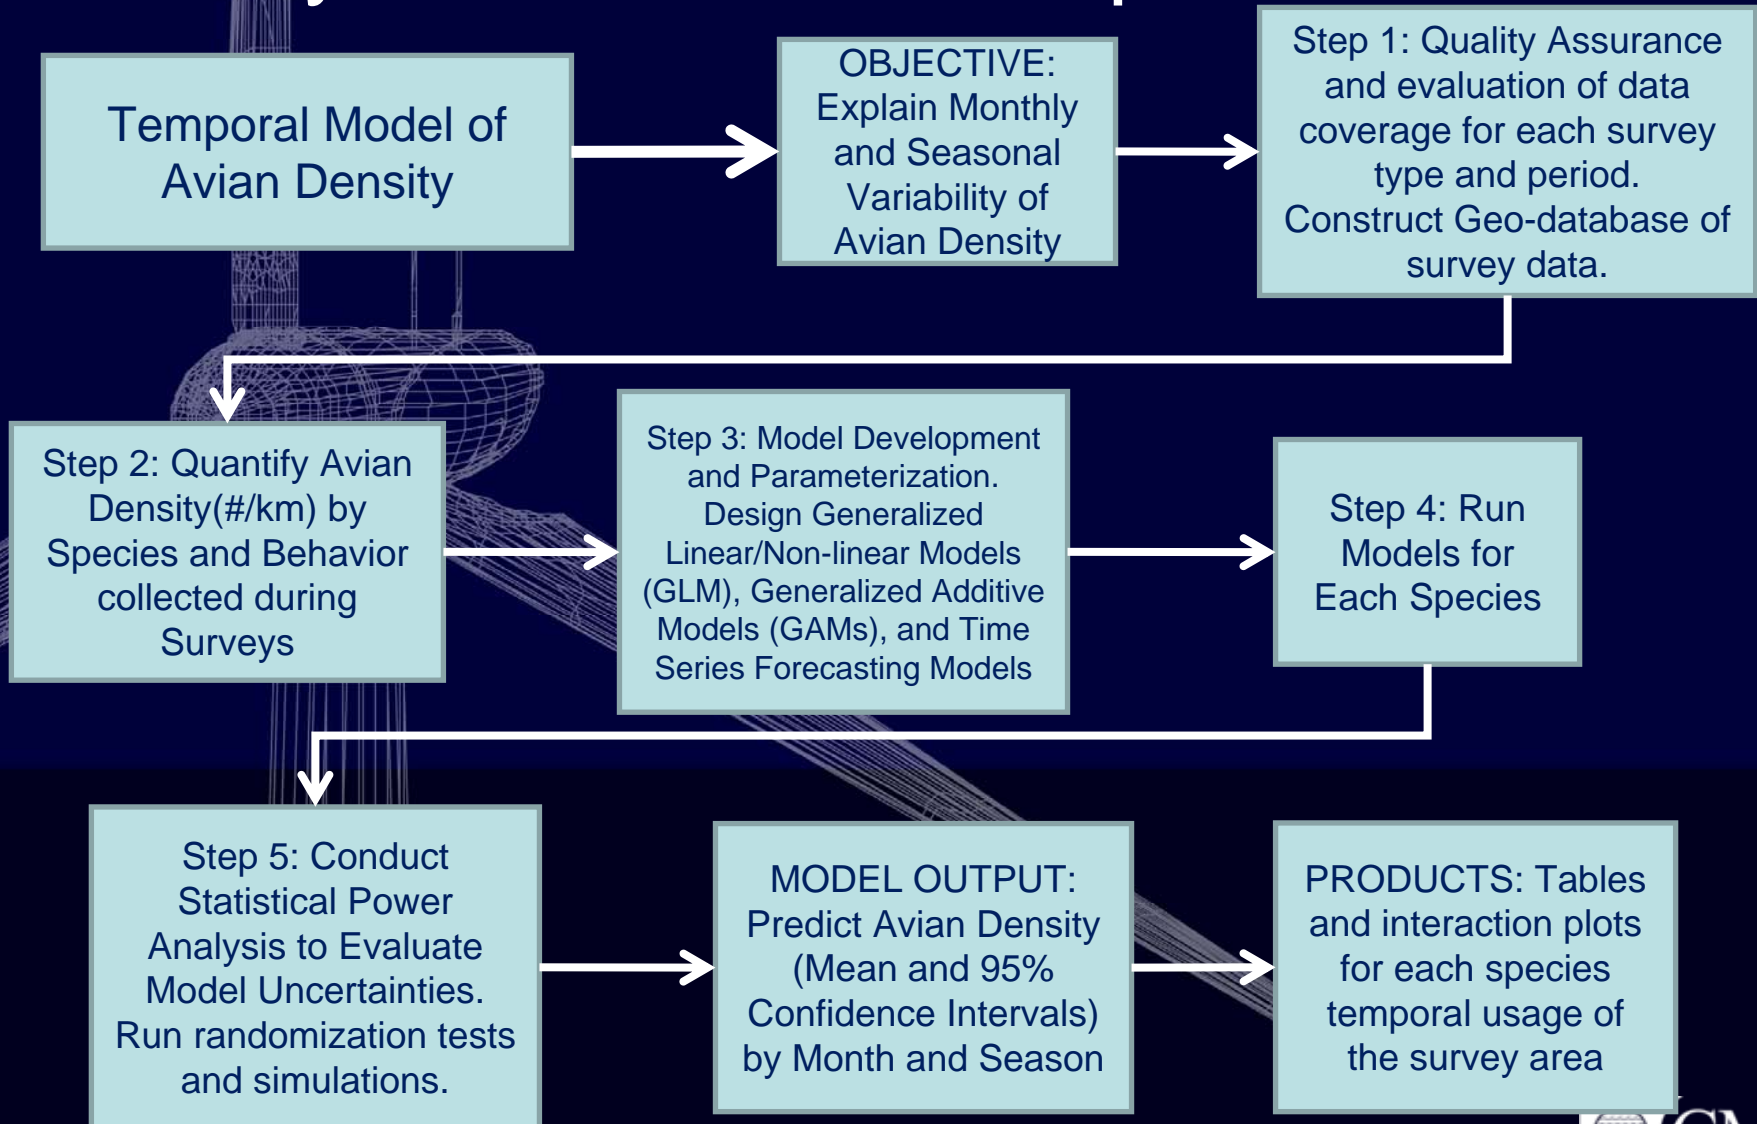 Temporal Model of
Avian Density
OBJECTIVE:
Explain Monthly
and Seasonal
Variability of
Avian Density
Step 1: Quality Assurance
and evaluation of data
coverage for each survey
type and period.
Construct Geo-database of
survey data.
Step 2: Quantify Avian
Density(#/km) by
Species and Behavior
collected during
Surveys
Step 3: Model Development
and Parameterization.
Design Generalized
Linear/Non-linear Models
(GLM), Generalized Additive
Models (GAMs), and Time
Series Forecasting Models
Step 4: Run
Models for
Each Species
Step 5: Conduct
Statistical Power
Analysis to Evaluate
Model Uncertainties.
Run randomization tests
and simulations.
MODEL OUTPUT:
Predict Avian Density
(Mean and 95%
Confidence Intervals)
by Month and Season
PRODUCTS: Tables
and interaction plots
for each species
temporal usage of
the survey area